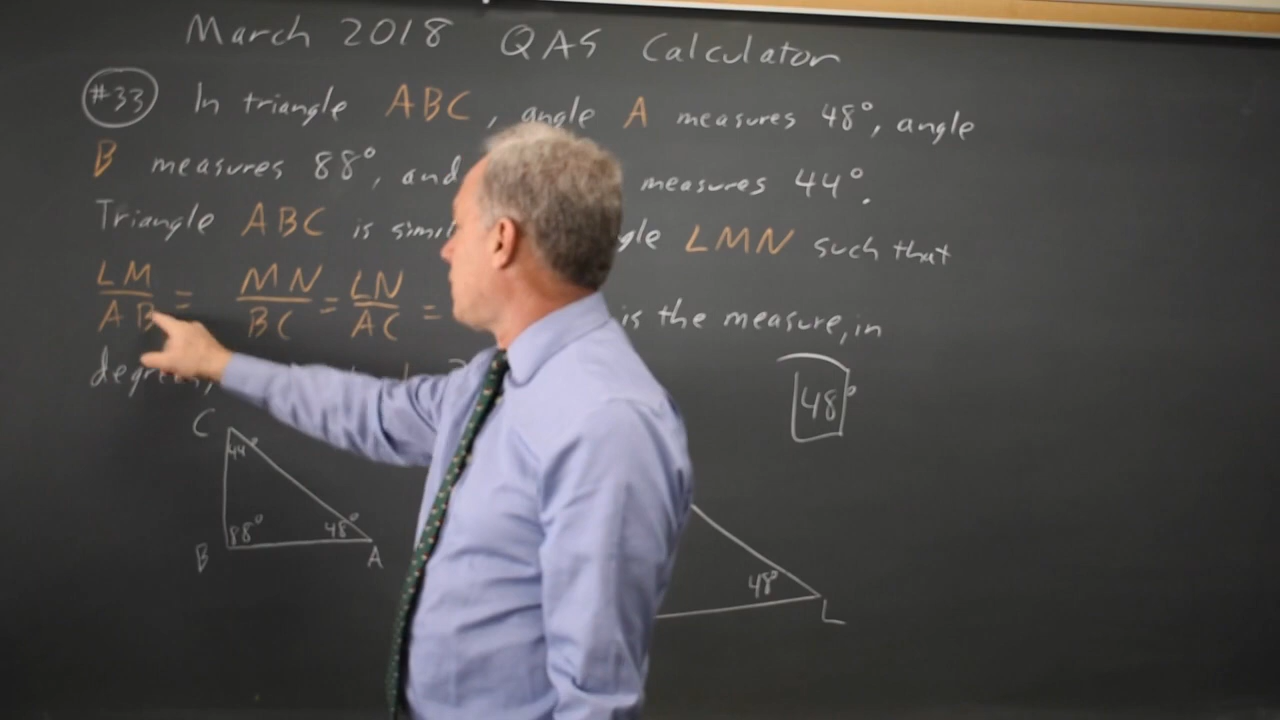 March 2018 QAS Calculator
#33 In triangle ABC, angle A measures 48°, angle
B measures 88°, and measures 44°.
Triangle ABC is LMN such that
LM/AB = MN/BC = LN/AC = is the measure, in
48°
C
44°
88° 48°
B A
48°
L